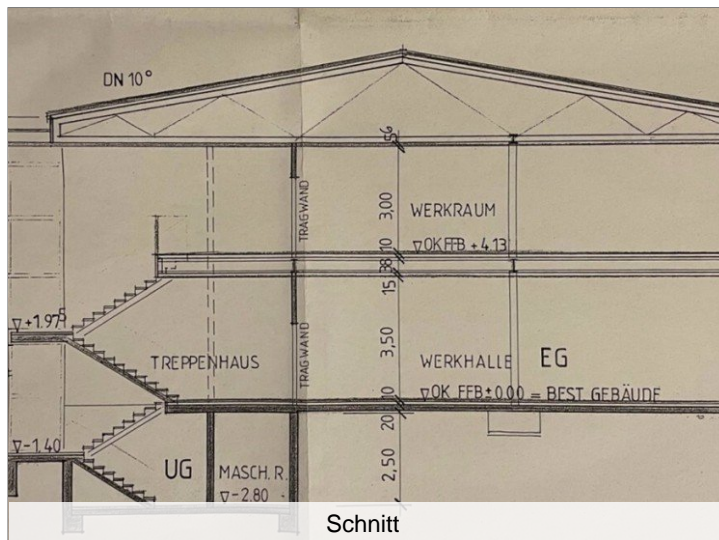 DN 10°
56
3,00
TRAGWAND
WERKRAUM
▽OK FFB +4.13
10
38
15
▽+1.97⁵
TREPPENHAUS
3,50
TRAGWAND
WERKHALLE EG
▽OK FFB±0.00 = BEST GEBÄUDE
10
20
▽-1.40
UG
MASCH. R.
▽-2.80
2,50
Schnitt